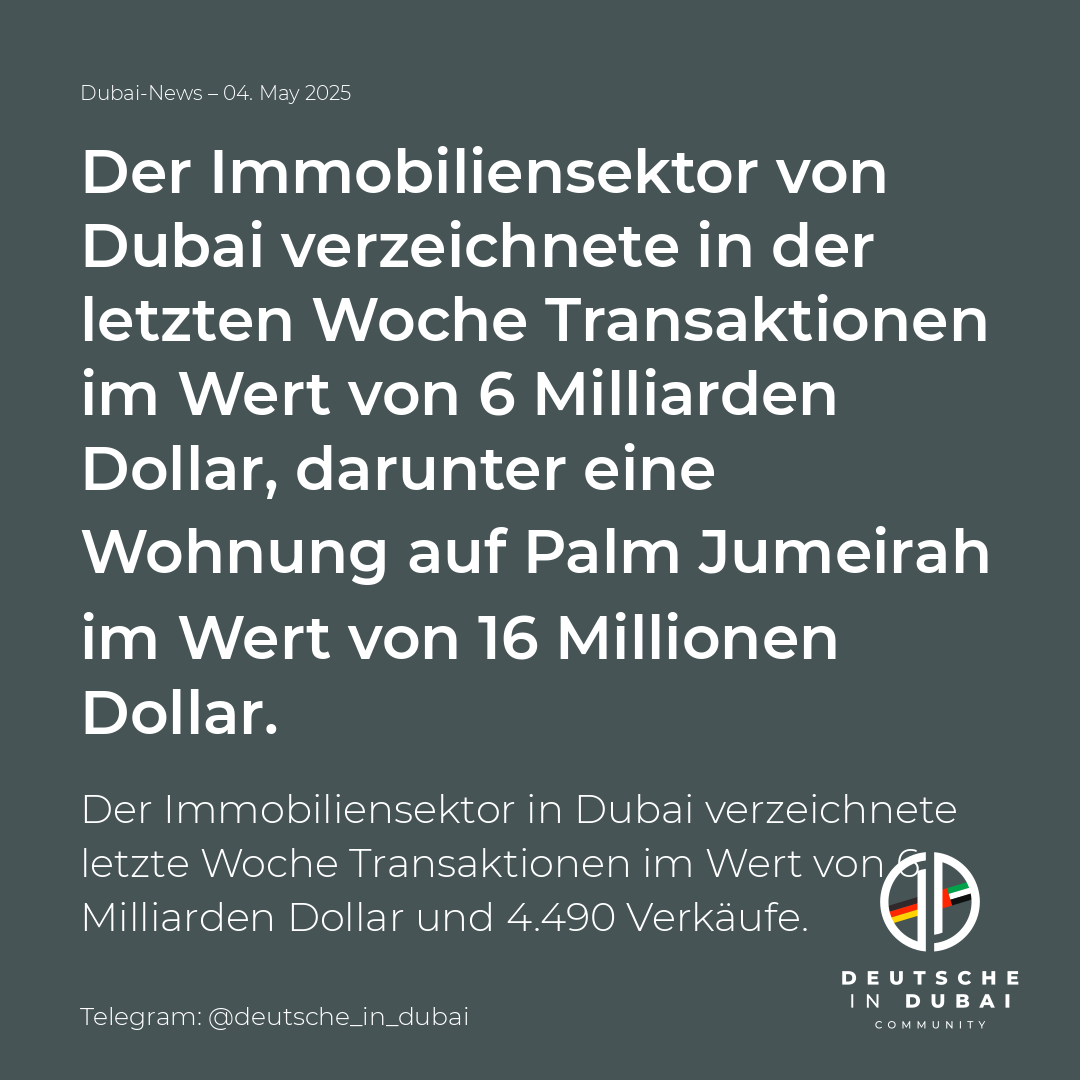 Dubai-News – 04. May 2025
Der Immobiliensektor von
Dubai verzeichnete in der
letzten Woche Transaktionen
im Wert von 6 Milliarden
Dollar, darunter eine
Wohnung auf Palm Jumeirah
im Wert von 16 Millionen
Dollar.
Der Immobiliensektor in Dubai verzeichnete
letzte Woche Transaktionen im Wert von 6
Milliarden Dollar und 4.490 Verkäufe.
DEUTSCHE
IN DUBAI
COMMUNITY
Telegram: @deutsche_in_dubai